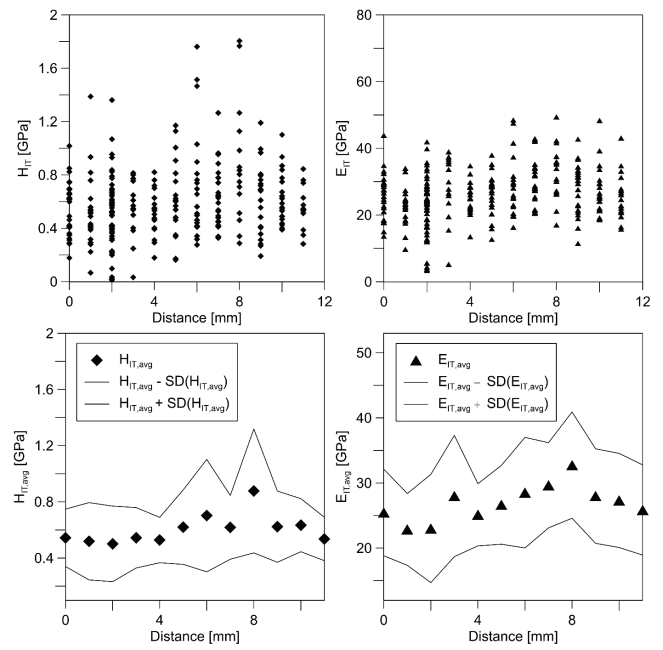 2
1.6
1.2
0.8
0.4
0
H_IT [GPa]
0 4 8 12
Distance [mm]
80
60
40
20
0
E_IT [GPa]
0 4 8 12
Distance [mm]
2
1.6
1.2
0.8
0.4
H_IT,avg [GPa]
H_IT,avg
H_IT,avg - SD(H_IT,avg)
H_IT,avg + SD(H_IT,avg)
0 4 8
Distance [mm]
50
40
30
20
E_IT,avg [GPa]
E_IT,avg
E_IT,avg − SD(E_IT,avg)
E_IT,avg + SD(E_IT,avg)
0 4 8
Distance [mm]